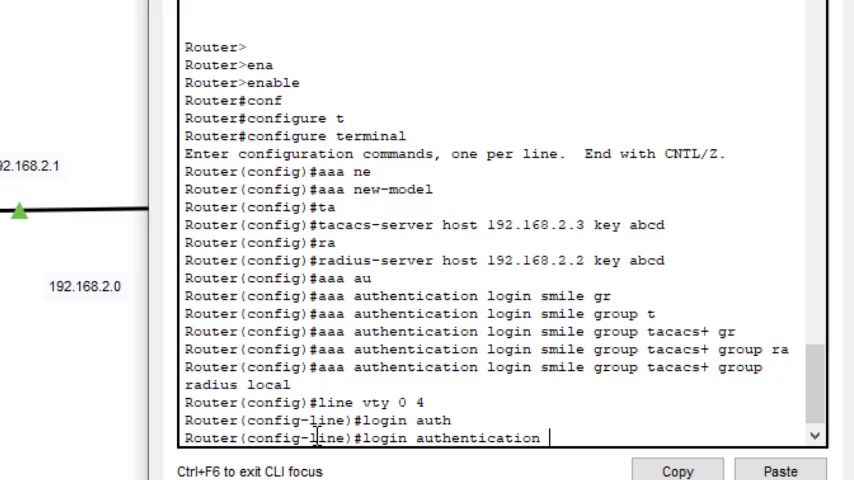 Router>
Router>ena
Router>enable
Router#conf
Router#configure t
Router#configure terminal
Enter configuration commands, one per line. End with CNTL/Z.
Router(config)#aaa ne
Router(config)#aaa new-model
Router(config)#ta
Router(config)#tacacs-server host 192.168.2.3 key abcd
Router(config)#ra
Router(config)#radius-server host 192.168.2.2 key abcd
Router(config)#aaa au
Router(config)#aaa authentication login smile gr
Router(config)#aaa authentication login smile group t
Router(config)#aaa authentication login smile group tacacs+ gr
Router(config)#aaa authentication login smile group tacacs+ group ra
Router(config)#aaa authentication login smile group tacacs+ group
radius local
Router(config)#line vty 0 4
Router(config-line)#login auth
Router(config-line)#login authentication
92.168.2.1
192.168.2.0
Ctrl+F6 to exit CLI focus
Copy
Paste